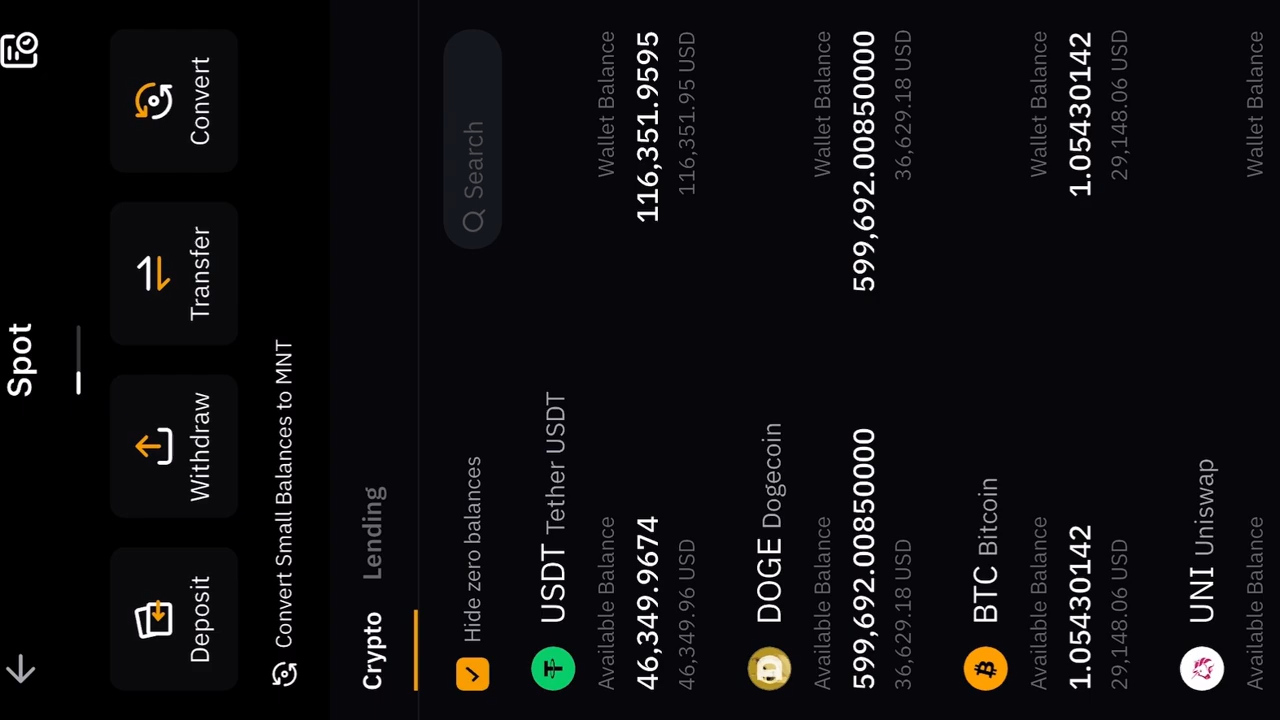 Spot
Deposit
Withdraw
Transfer
Convert
Convert Small Balances to MNT
Crypto
Lending
Hide zero balances
Search
USDT Tether USDT
Available Balance
Wallet Balance
46,349.9674
116,351.9595
46,349.96 USD
116,351.95 USD
DOGE Dogecoin
Available Balance
Wallet Balance
599,692.00850000
599,692.00850000
36,629.18 USD
36,629.18 USD
BTC Bitcoin
Available Balance
Wallet Balance
1.05430142
1.05430142
29,148.06 USD
29,148.06 USD
UNI Uniswap
Available Balance
Wallet Balance